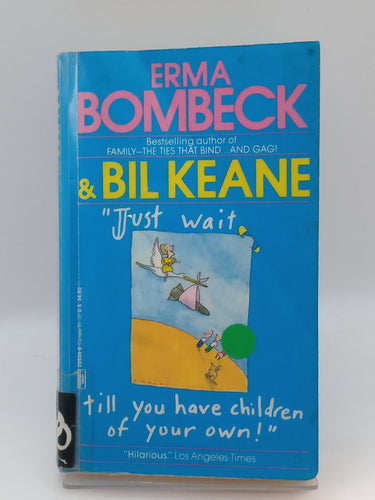 ERMA
BOMBECK
Bestselling author of
FAMILY—THE TIES THAT BIND...AND GAG!
& BIL KEANE
"Just wait
till you have children
of your own!"
"Hilarious." Los Angeles Times